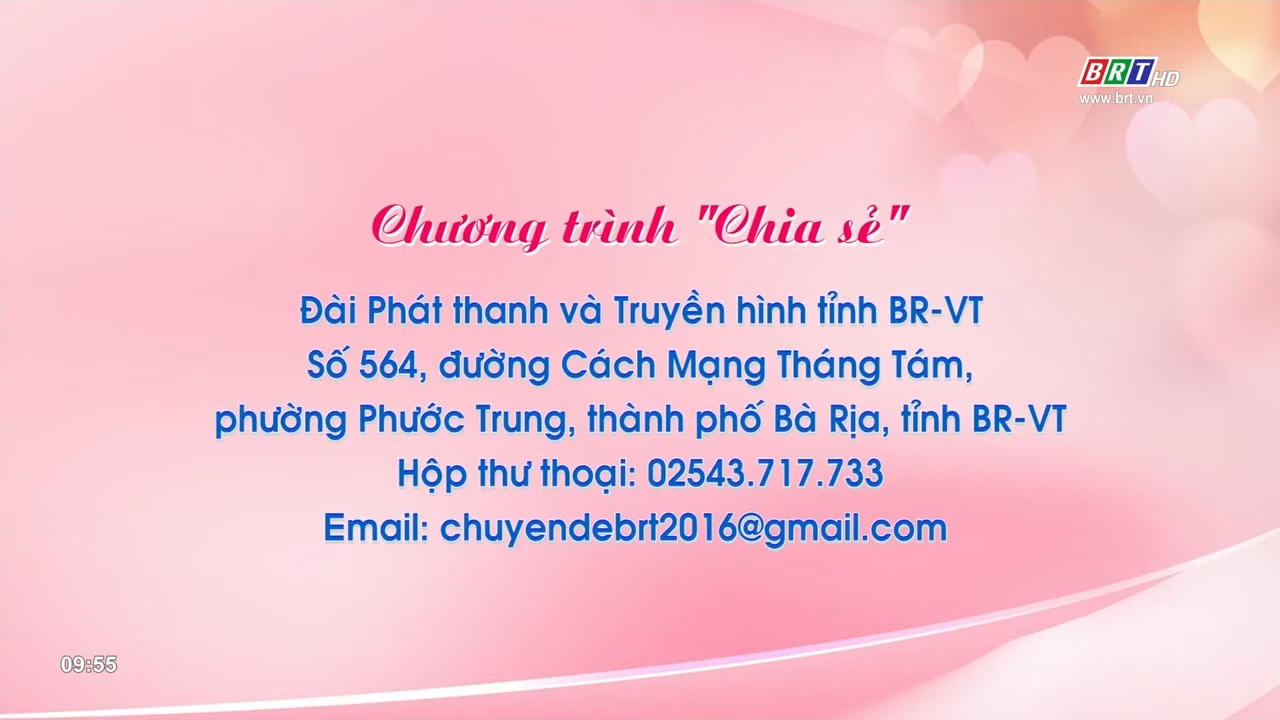 BRT HD
www.brt.vn
Chương trình "Chia sẻ"
Đài Phát thanh và Truyền hình tỉnh BR-VT
Số 564, đường Cách Mạng Tháng Tám,
phường Phước Trung, thành phố Bà Rịa, tỉnh BR-VT
Hộp thư thoại: 02543.717.733
Email: chuyendebrt2016@gmail.com
09:55